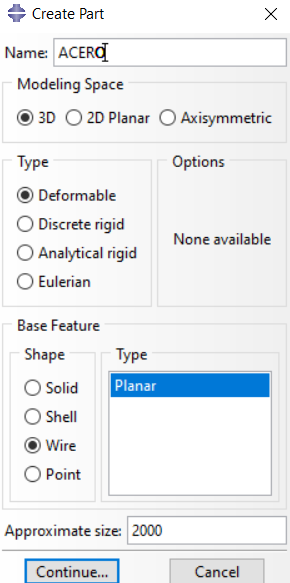 Create Part
Name: ACERO
Modeling Space
3D 2D Planar Axisymmetric
Type
Deformable
Discrete rigid
Analytical rigid
Eulerian
Options
None available
Base Feature
Shape
Solid
Shell
Wire
Point
Type
Planar
Approximate size: 2000
Continue... Cancel